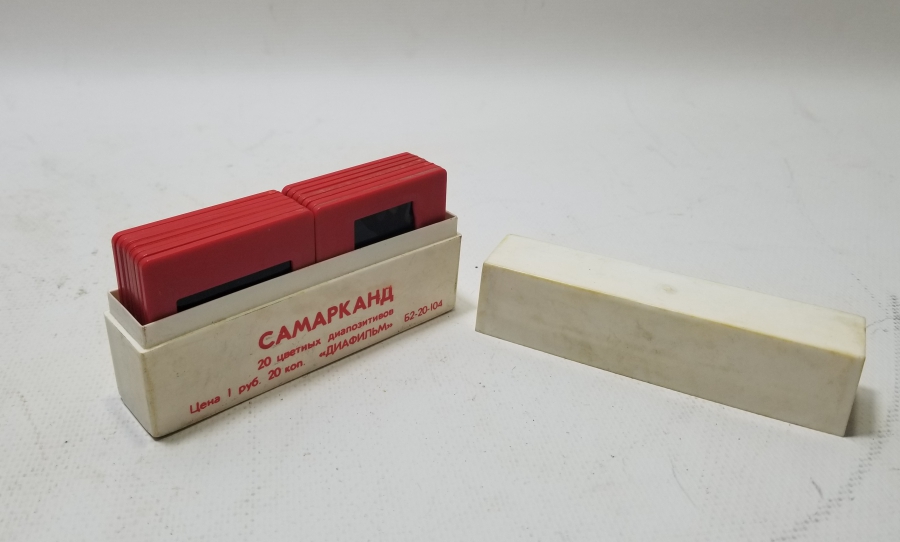 САМАРКАНД
20 цветных диапозитивов
Цена 1 руб. 20 коп. «ДИАФИЛЬМ» Б2-20-104